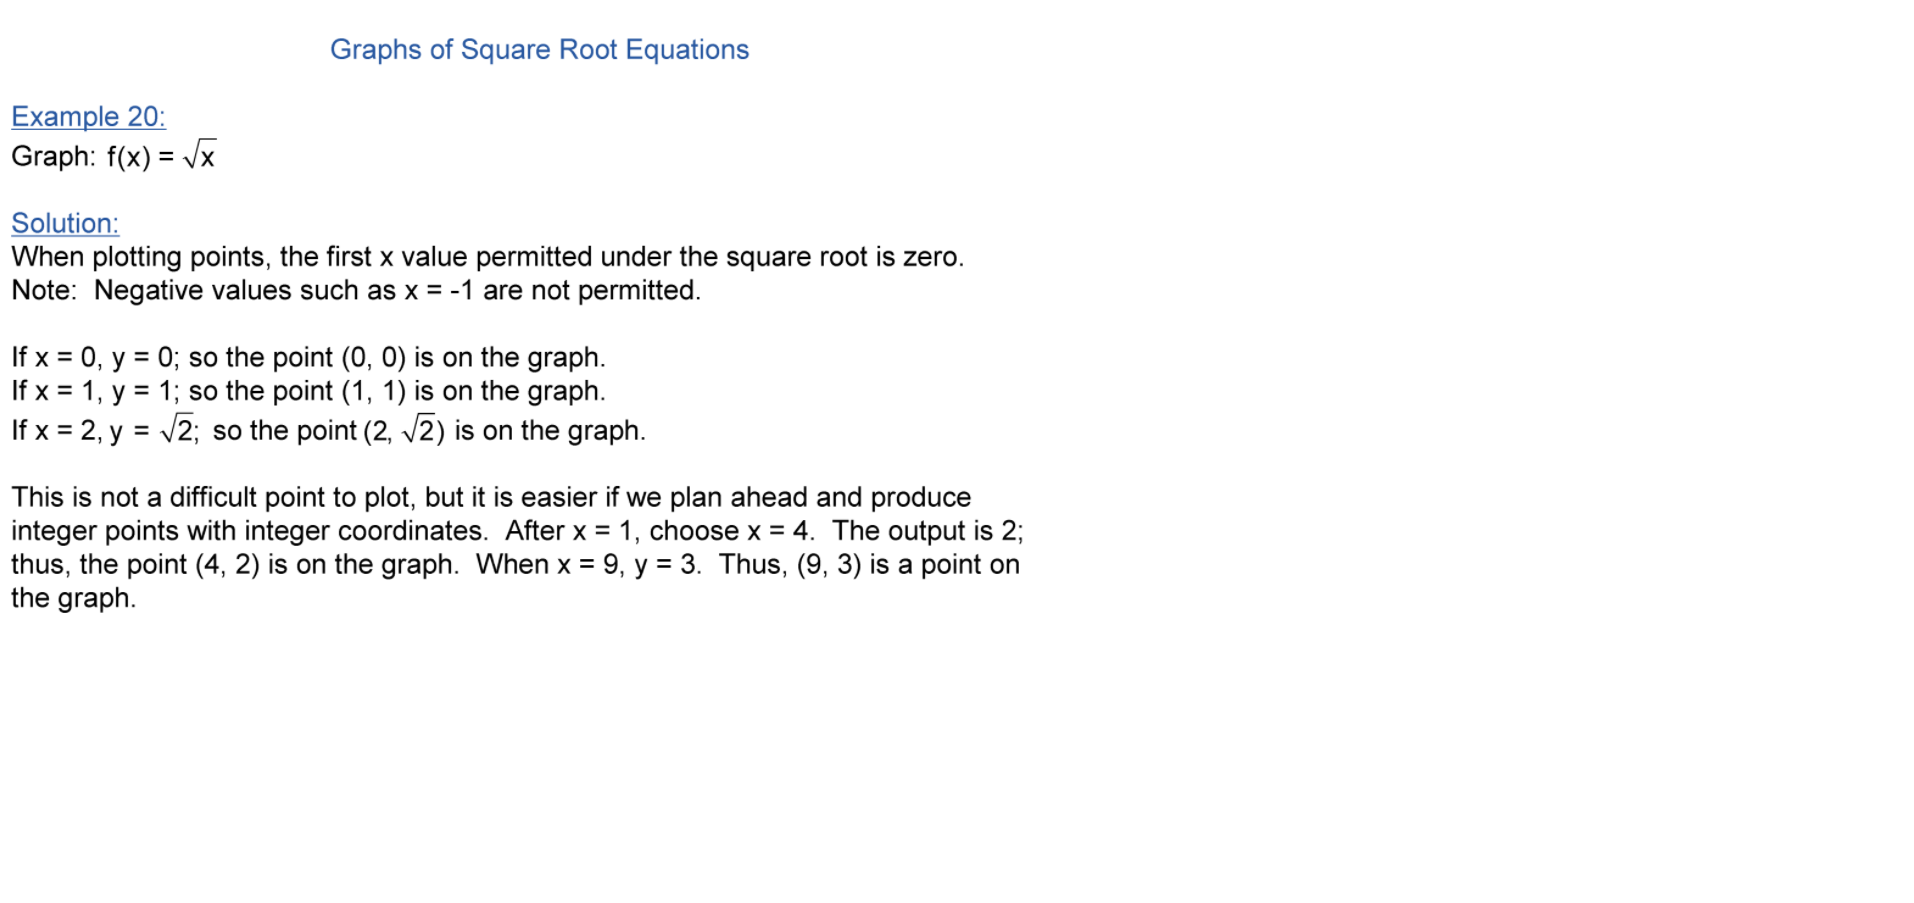 Graphs of Square Root Equations
Example 20:
Graph: f(x) = √x
Solution:
When plotting points, the first x value permitted under the square root is zero.
Note: Negative values such as x = -1 are not permitted.
If x = 0, y = 0; so the point (0, 0) is on the graph.
If x = 1, y = 1; so the point (1, 1) is on the graph.
If x = 2, y = √2; so the point (2, √2) is on the graph.
This is not a difficult point to plot, but it is easier if we plan ahead and produce
integer points with integer coordinates. After x = 1, choose x = 4. The output is 2;
thus, the point (4, 2) is on the graph. When x = 9, y = 3. Thus, (9, 3) is a point on
the graph.